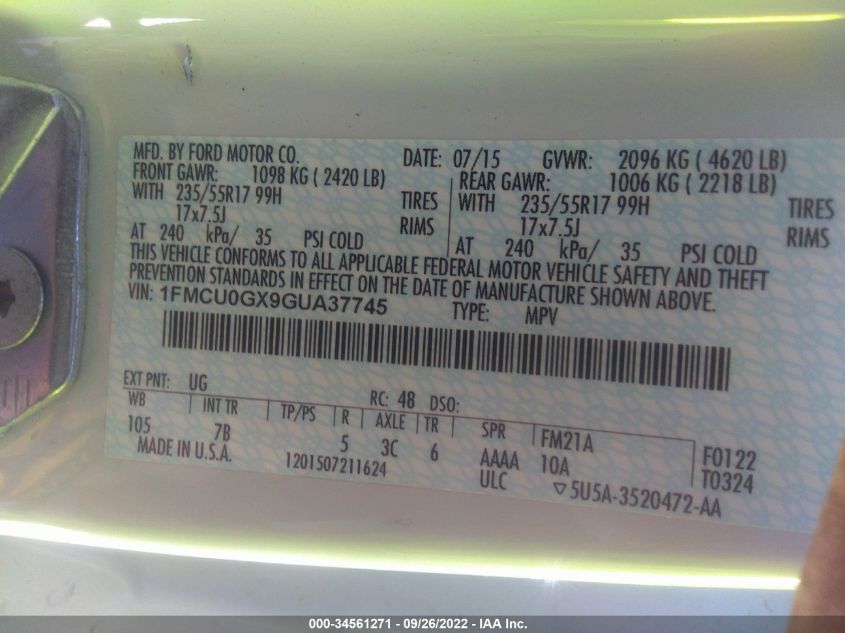 MFD. BY FORD MOTOR CO. DATE: 07/15 GVWR: 2096 KG ( 4620 LB)
FRONT GAWR: 1098 KG ( 2420 LB) REAR GAWR: 1006 KG ( 2218 LB)
WITH 235/55R17 99H TIRES WITH 235/55R17 99H TIRES
17x7.5J RIMS 17x7.5J RIMS
AT 240 kPa/ 35 PSI COLD AT 240 kPa/ 35 PSI COLD
THIS VEHICLE CONFORMS TO ALL APPLICABLE FEDERAL MOTOR VEHICLE SAFETY AND THEFT
PREVENTION STANDARDS IN EFFECT ON THE DATE OF MANUFACTURE SHOWN ABOVE.
VIN: 1FMCU0GX9GUA37745 TYPE: MPV
EXT PNT: UG RC: 48 DSO:
WB INT TR TP/PS R AXLE TR SPR FM21A F0122
105 7B 5 3C 6 AAAA 10A T0324
MADE IN U.S.A. 1201507211624 ULC ▽5U5A-3520472-AA
000-34561271 - 09/26/2022 - IAA Inc.